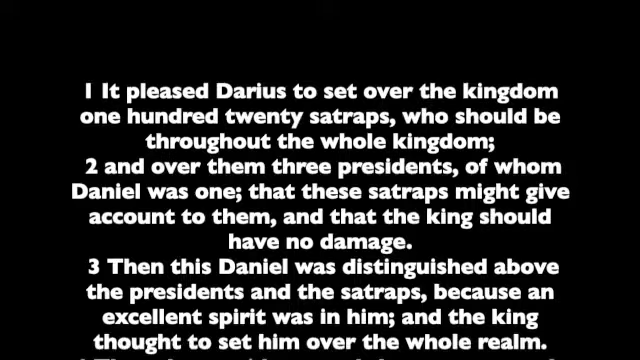 1 It pleased Darius to set over the kingdom
one hundred twenty satraps, who should be
throughout the whole kingdom;
2 and over them three presidents, of whom
Daniel was one; that these satraps might give
account to them, and that the king should
have no damage.
3 Then this Daniel was distinguished above
the presidents and the satraps, because an
excellent spirit was in him; and the king
thought to set him over the whole realm.